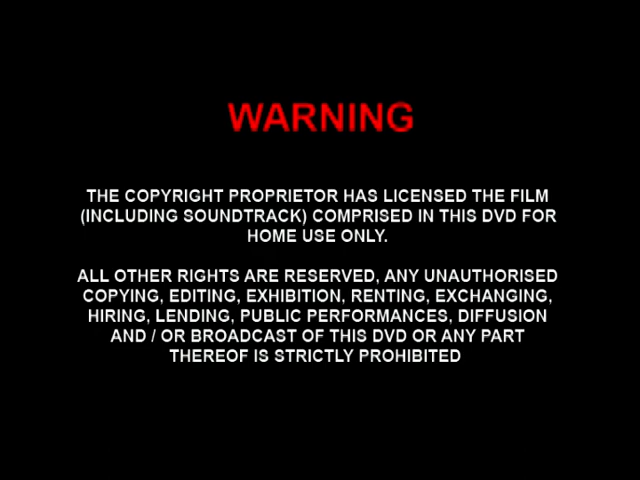 WARNING
THE COPYRIGHT PROPRIETOR HAS LICENSED THE FILM
(INCLUDING SOUNDTRACK) COMPRISED IN THIS DVD FOR
HOME USE ONLY.
ALL OTHER RIGHTS ARE RESERVED, ANY UNAUTHORISED
COPYING, EDITING, EXHIBITION, RENTING, EXCHANGING,
HIRING, LENDING, PUBLIC PERFORMANCES, DIFFUSION
AND / OR BROADCAST OF THIS DVD OR ANY PART
THEREOF IS STRICTLY PROHIBITED